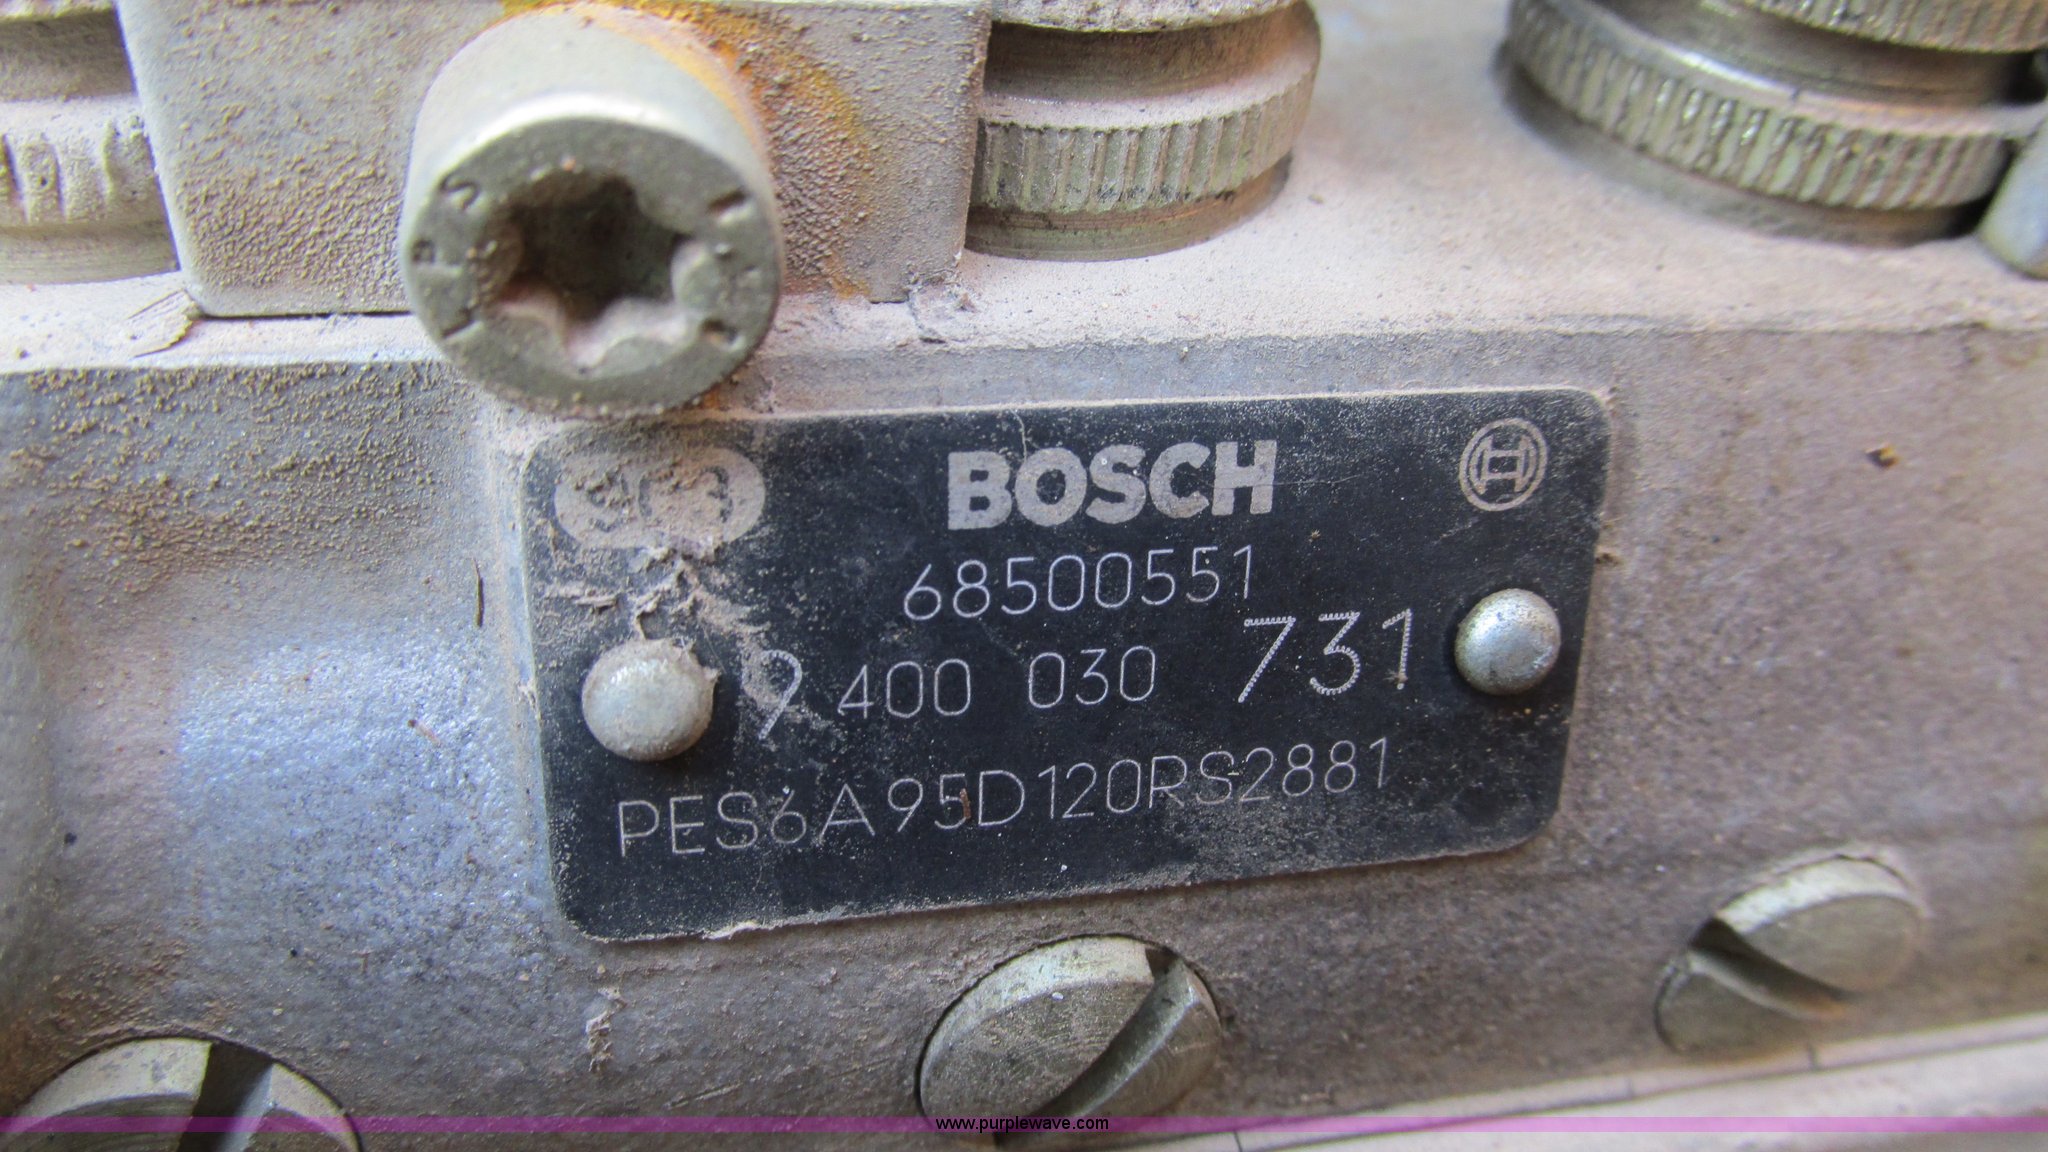 BOSCH
68500551
9 400 030 731
PES6A95D120RS2881
www.purplewave.com